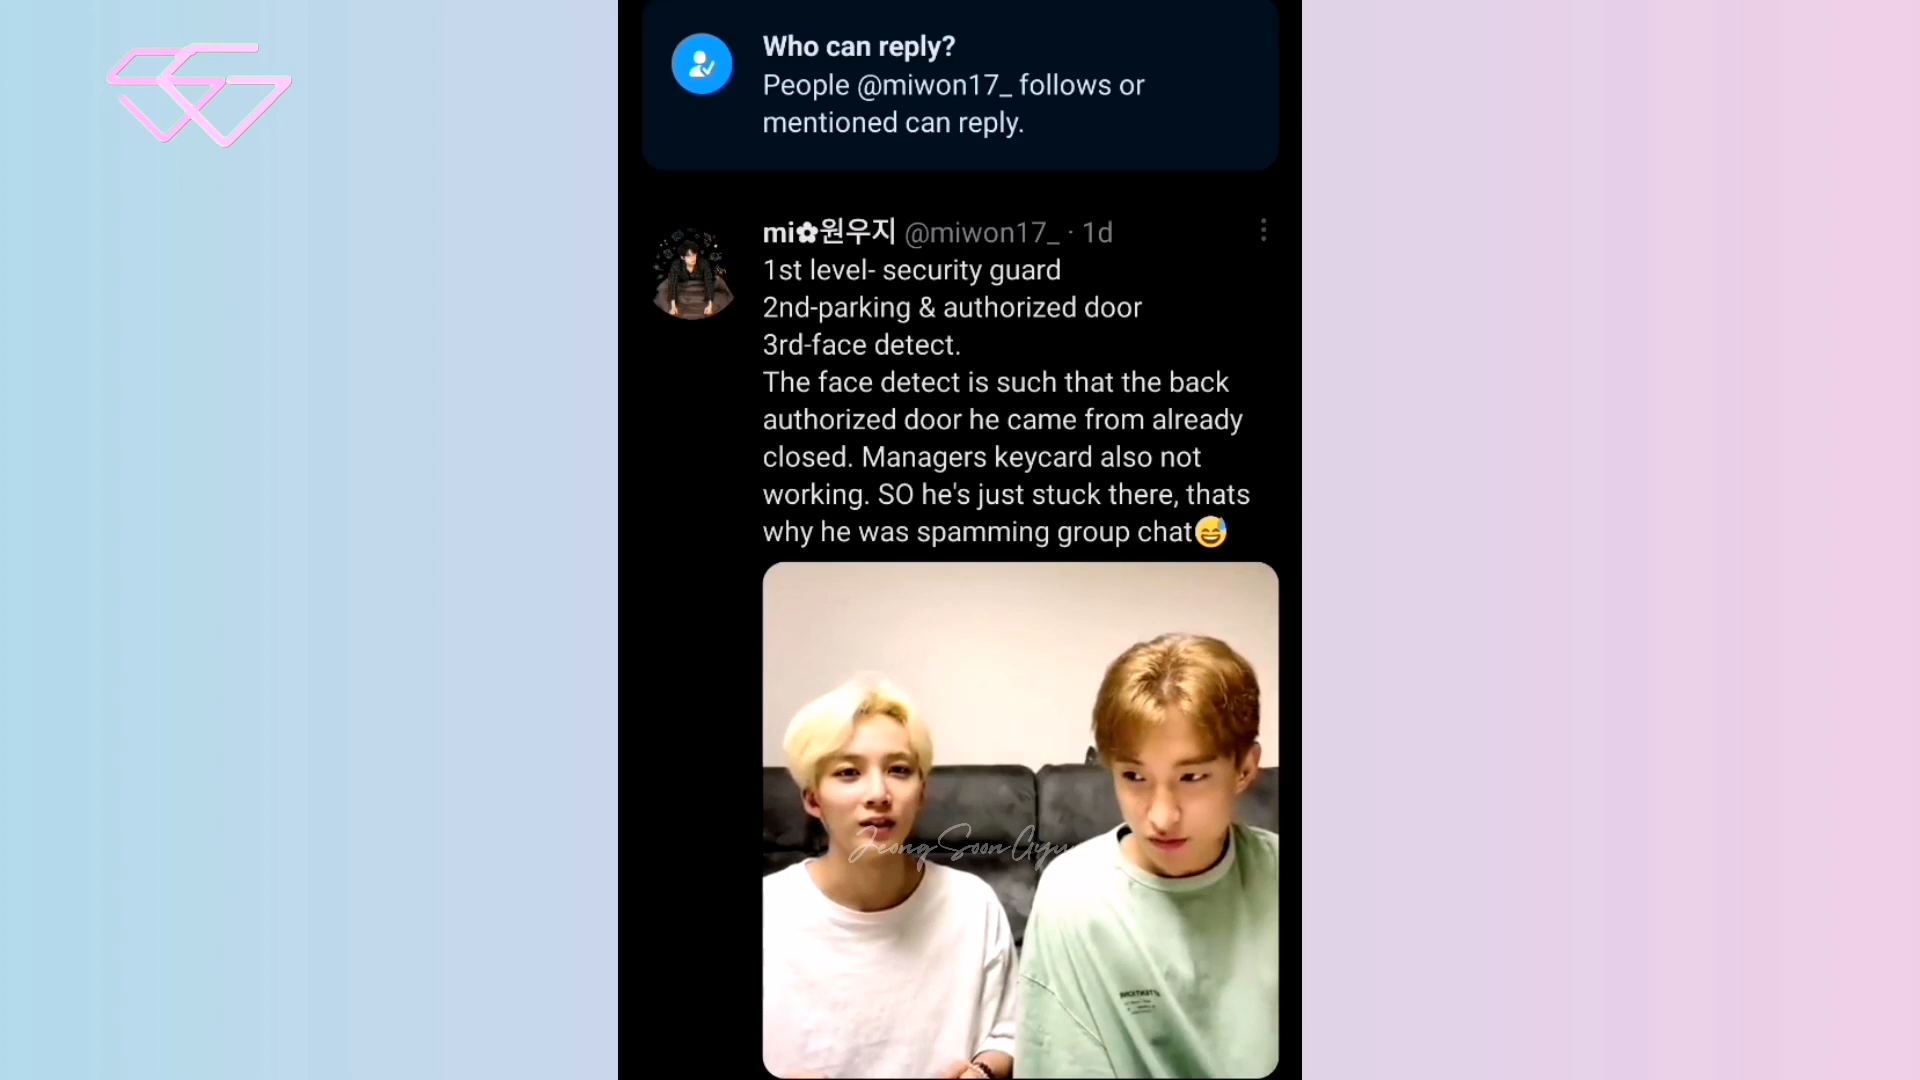 Who can reply?
People @miwon17_ follows or
mentioned can reply.
mi✿원우지 @miwon17_ · 1d
1st level- security guard
2nd-parking & authorized door
3rd-face detect.
The face detect is such that the back
authorized door he came from already
closed. Managers keycard also not
working. SO he's just stuck there, thats
why he was spamming group chat😅
Jeong Soon Gyu